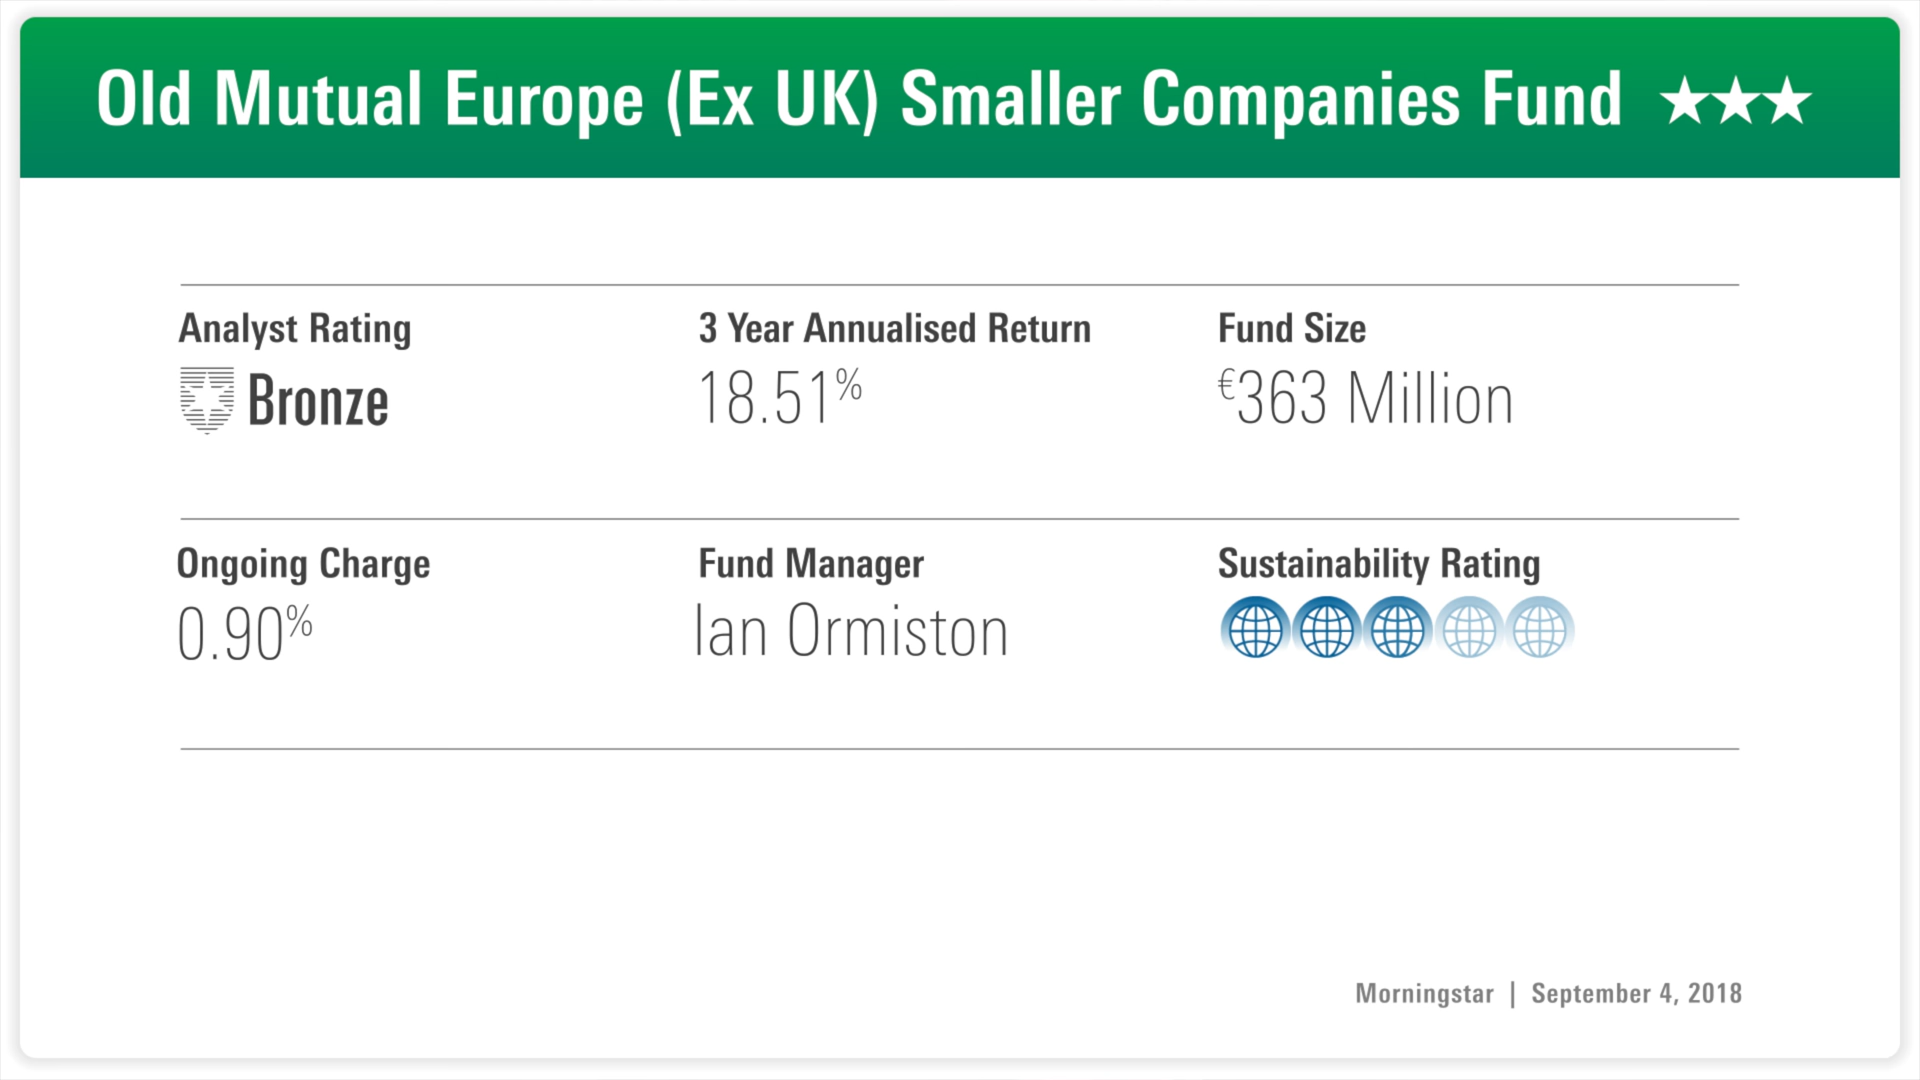 Old Mutual Europe (Ex UK) Smaller Companies Fund ★★★
Analyst Rating
Bronze
3 Year Annualised Return
18.51%
Fund Size
€363 Million
Ongoing Charge
0.90%
Fund Manager
Ian Ormiston
Sustainability Rating
Morningstar | September 4, 2018